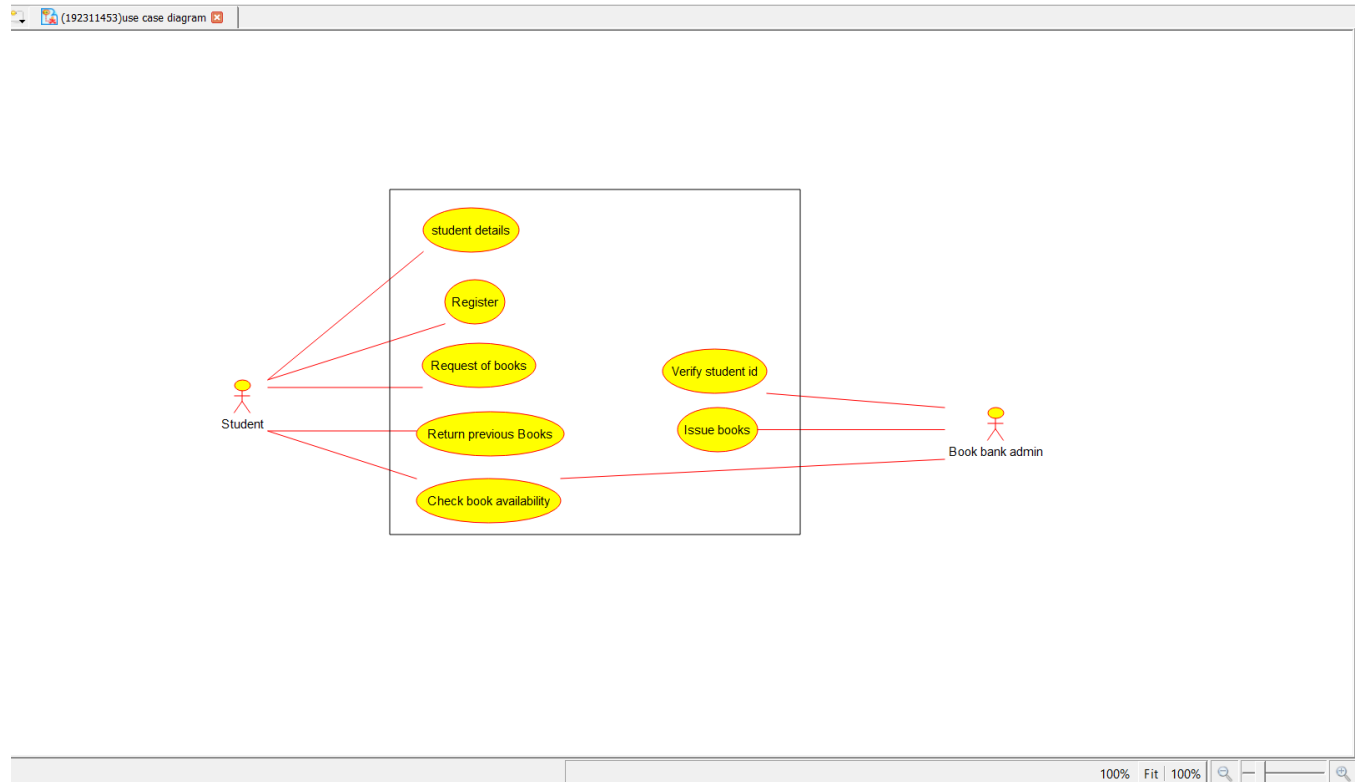 (192311453)use case diagram
student details
Register
Request of books
Verify student id
Student
Return previous Books
Issue books
Book bank admin
Check book availability
100% Fit 100%